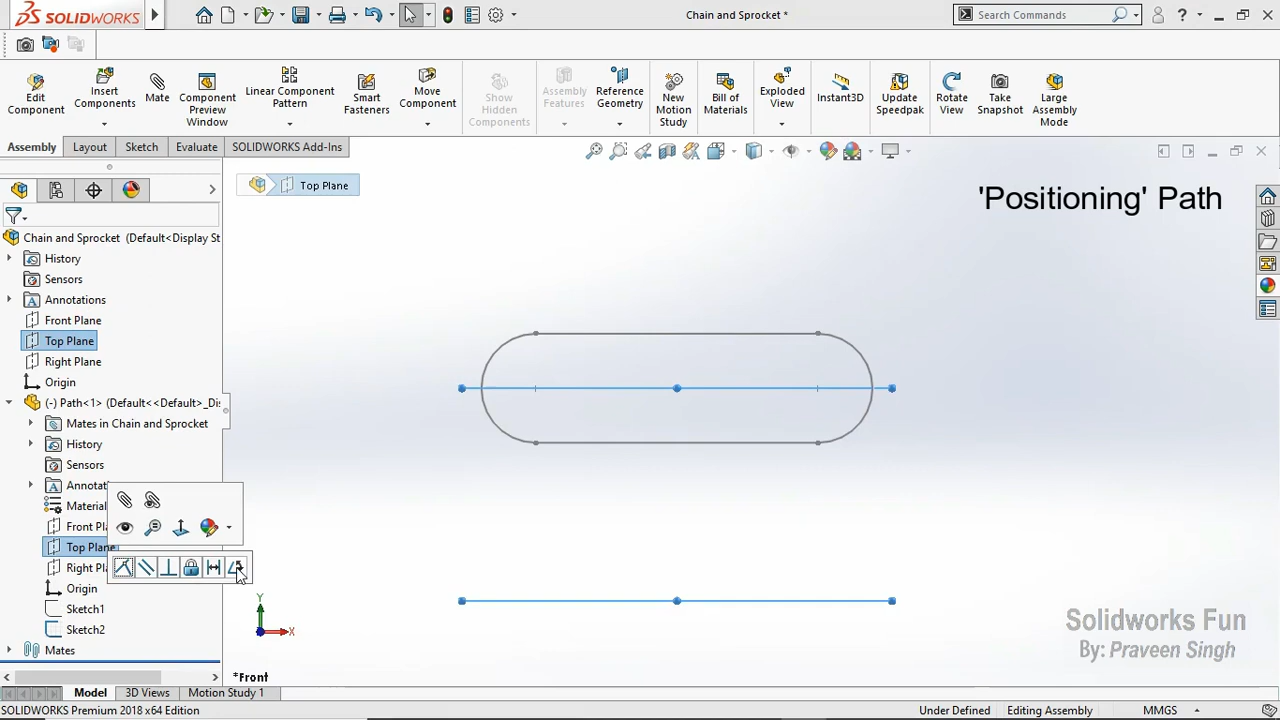 SOLIDWORKS
Chain and Sprocket *
Search Commands
Edit Component
Insert Components
Mate
Component Preview Window
Linear Component Pattern
Smart Fasteners
Move Component
Show Hidden Components
Assembly Features
Reference Geometry
New Motion Study
Bill of Materials
Exploded View
Instant3D
Update Speedpak
Rotate View
Take Snapshot
Large Assembly Mode
Assembly Layout Sketch Evaluate SOLIDWORKS Add-Ins
Top Plane
'Positioning' Path
Chain and Sprocket (Default<Display St
History
Sensors
Annotations
Front Plane
Top Plane
Right Plane
Origin
(-) Path<1> (Default<<Default>_Dis
Mates in Chain and Sprocket
History
Sensors
Annotati
Material
Front Pla
Top Plane
Right Pla
Origin
Sketch1
Sketch2
Mates
Y
X
*Front
Solidworks Fun
By: Praveen Singh
Model 3D Views Motion Study 1
SOLIDWORKS Premium 2018 x64 Edition
Under Defined Editing Assembly MMGS